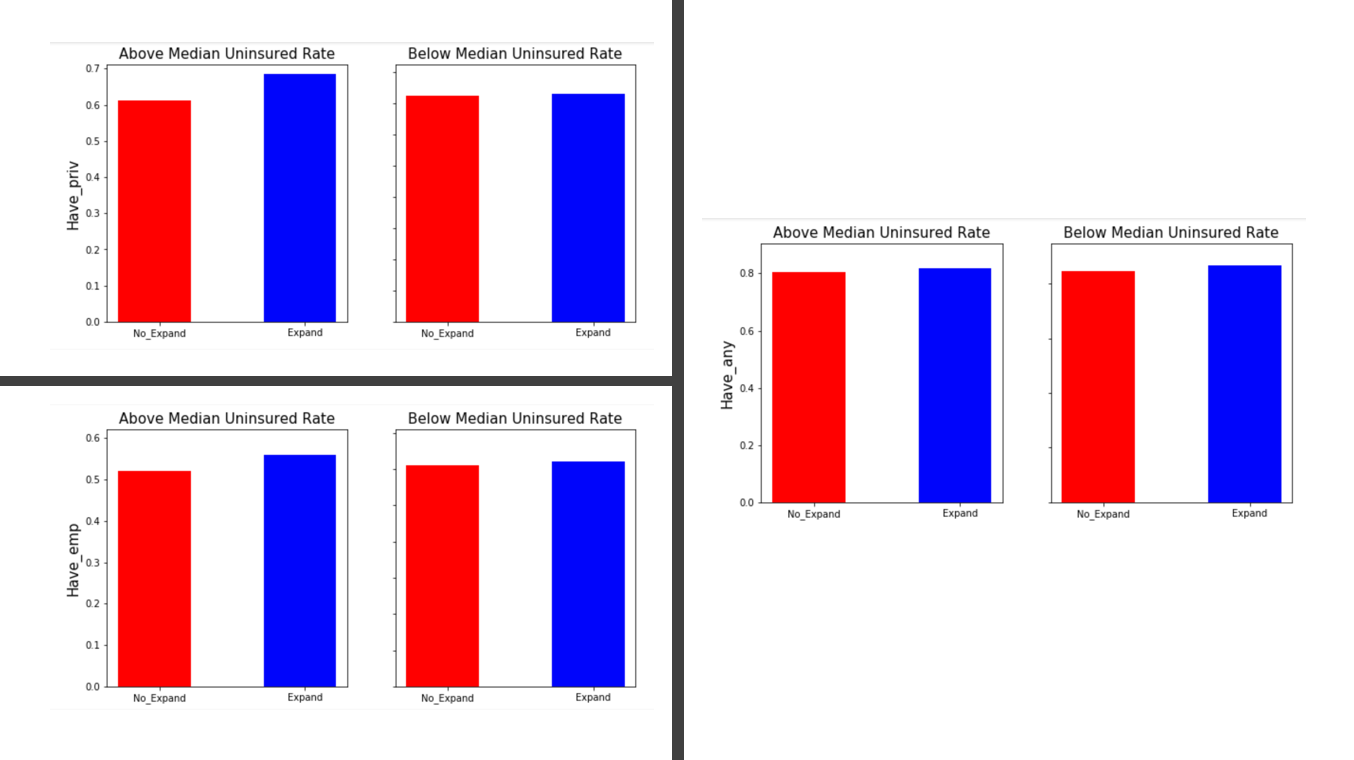 Above Median Uninsured Rate
Below Median Uninsured Rate
0.7
0.6
0.5
0.4
0.3
0.2
0.1
0.0
Have_priv
No_Expand
Expand
No_Expand
Expand
Above Median Uninsured Rate
Below Median Uninsured Rate
0.6
0.5
0.4
0.3
0.2
0.1
0.0
Have_emp
No_Expand
Expand
No_Expand
Expand
Above Median Uninsured Rate
Below Median Uninsured Rate
0.8
0.6
0.4
0.2
0.0
Have_any
No_Expand
Expand
No_Expand
Expand